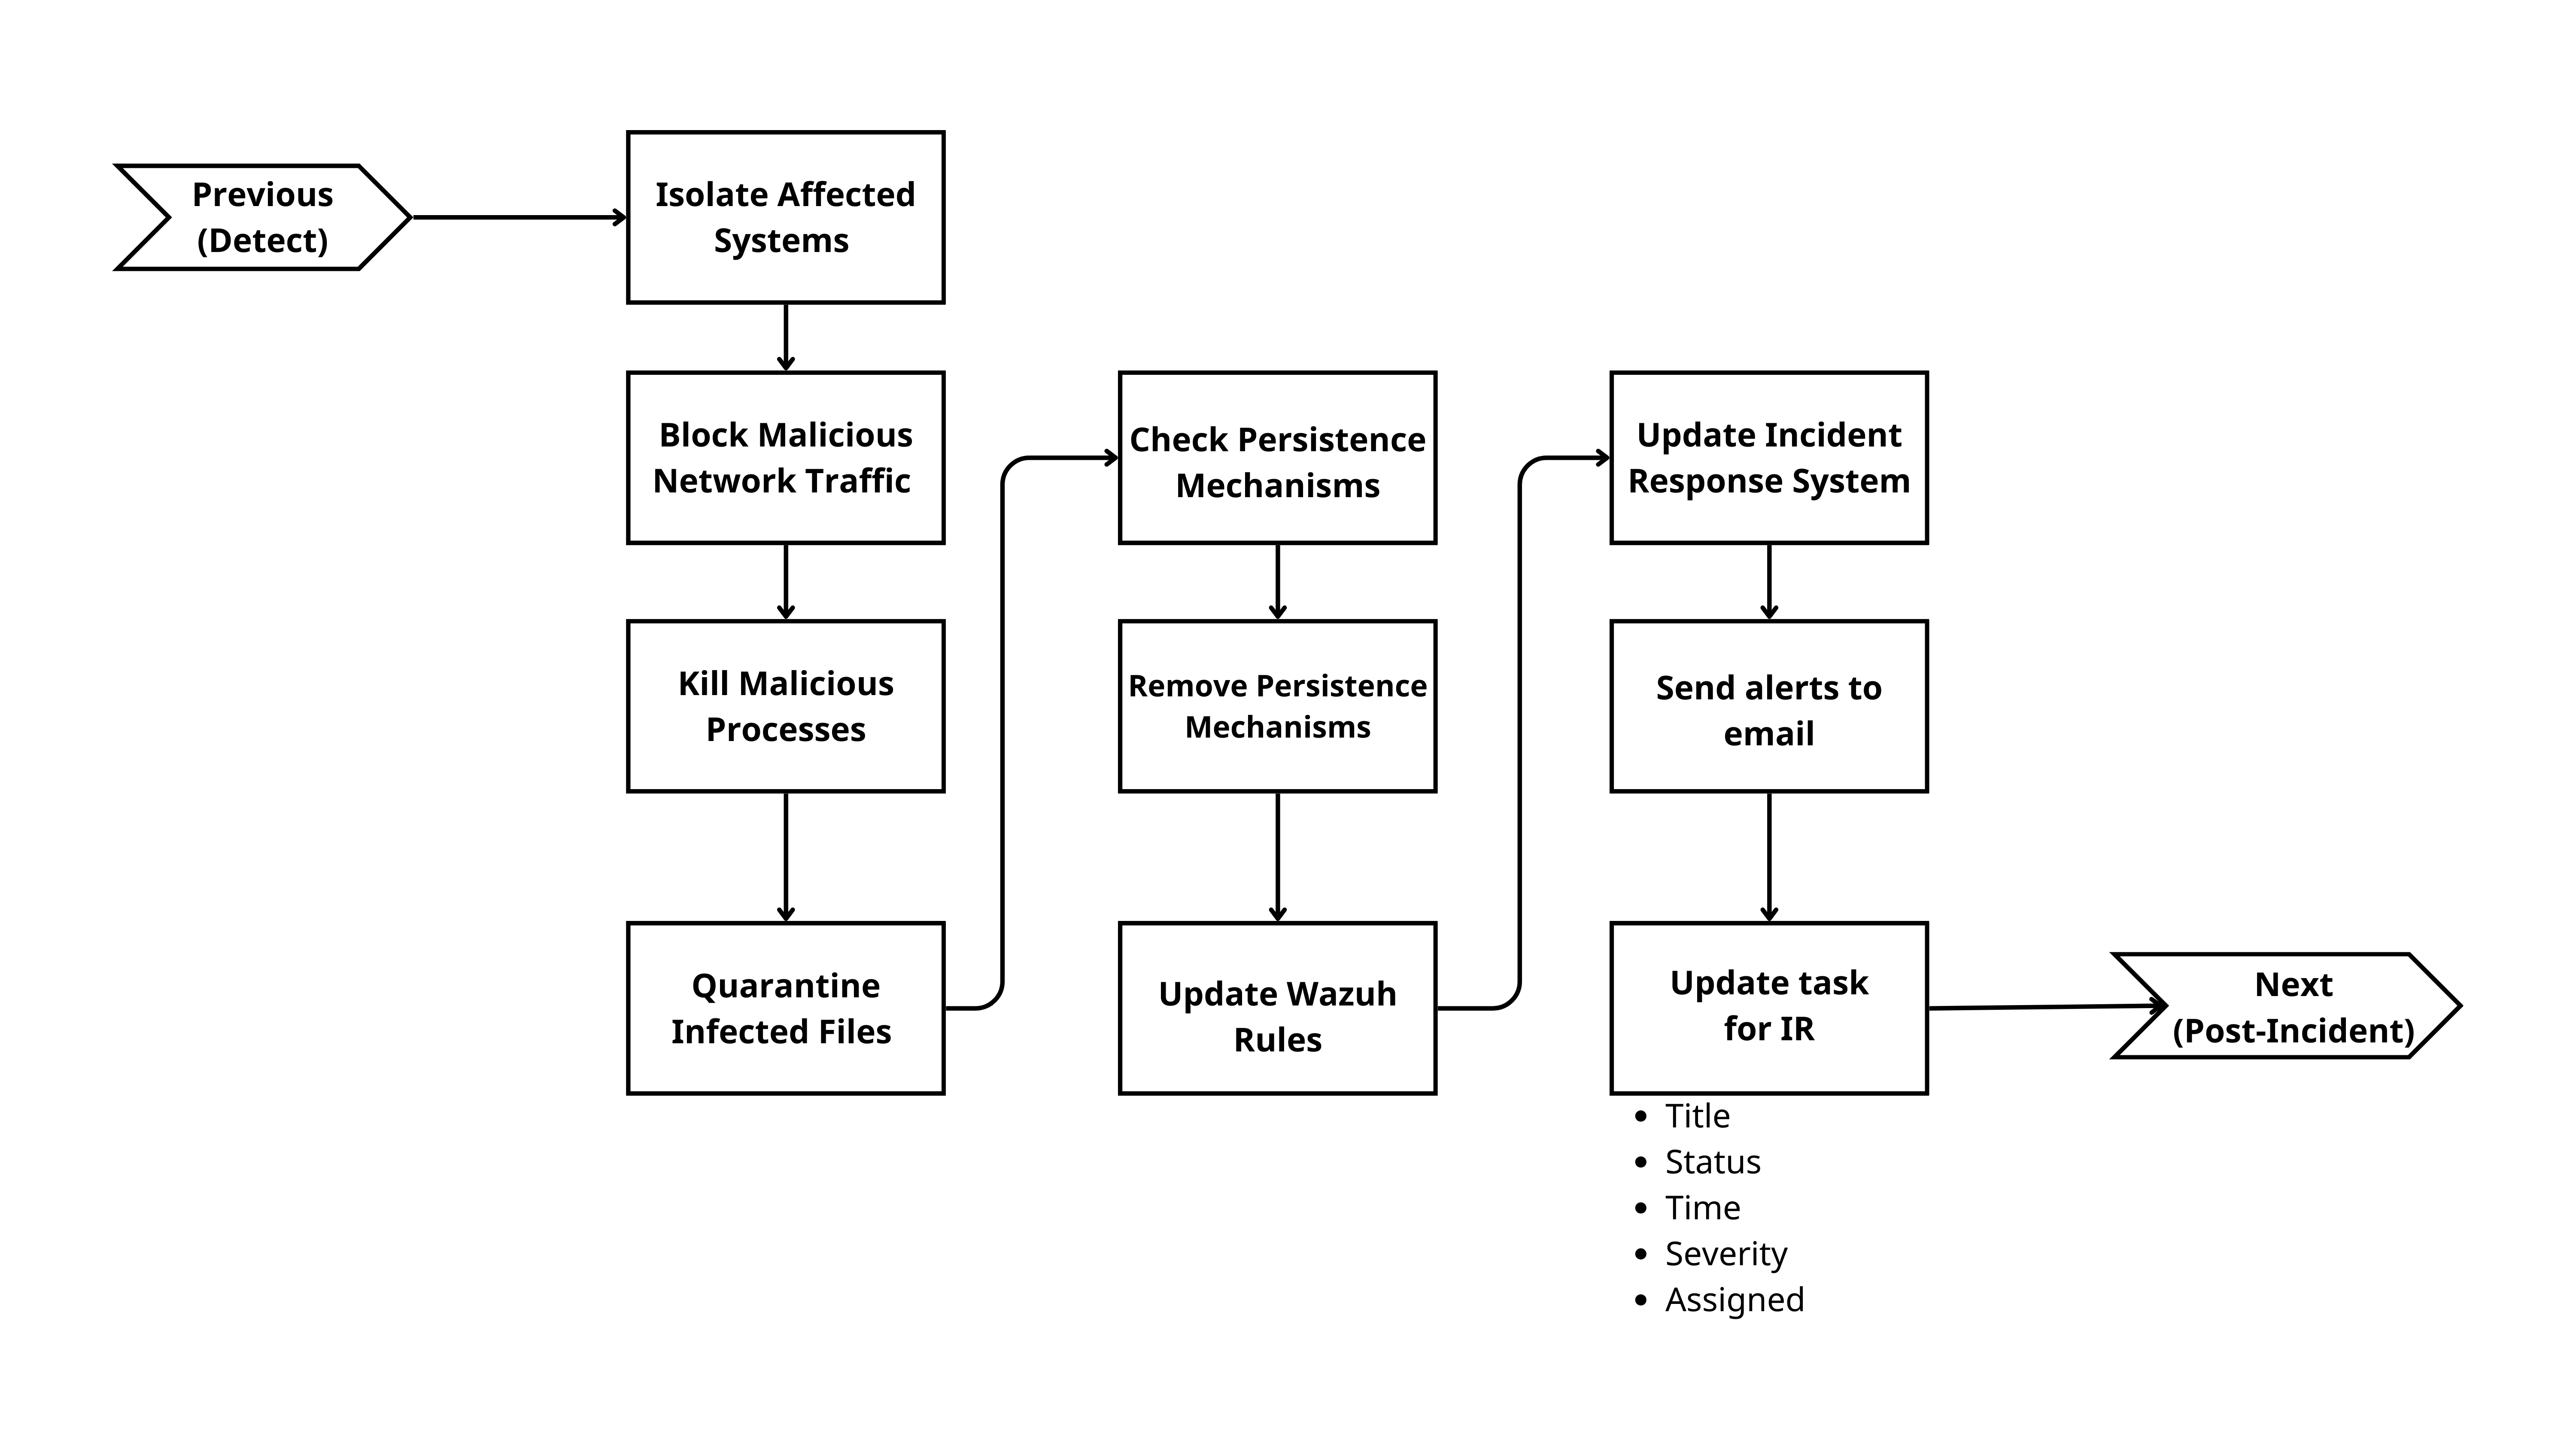 Previous
(Detect)
Isolate Affected
Systems
Block Malicious
Network Traffic
Kill Malicious
Processes
Quarantine
Infected Files
Check Persistence
Mechanisms
Remove Persistence
Mechanisms
Update Wazuh
Rules
Update Incident
Response System
Send alerts to
email
Update task
for IR
• Title
• Status
• Time
• Severity
• Assigned
Next
(Post-Incident)